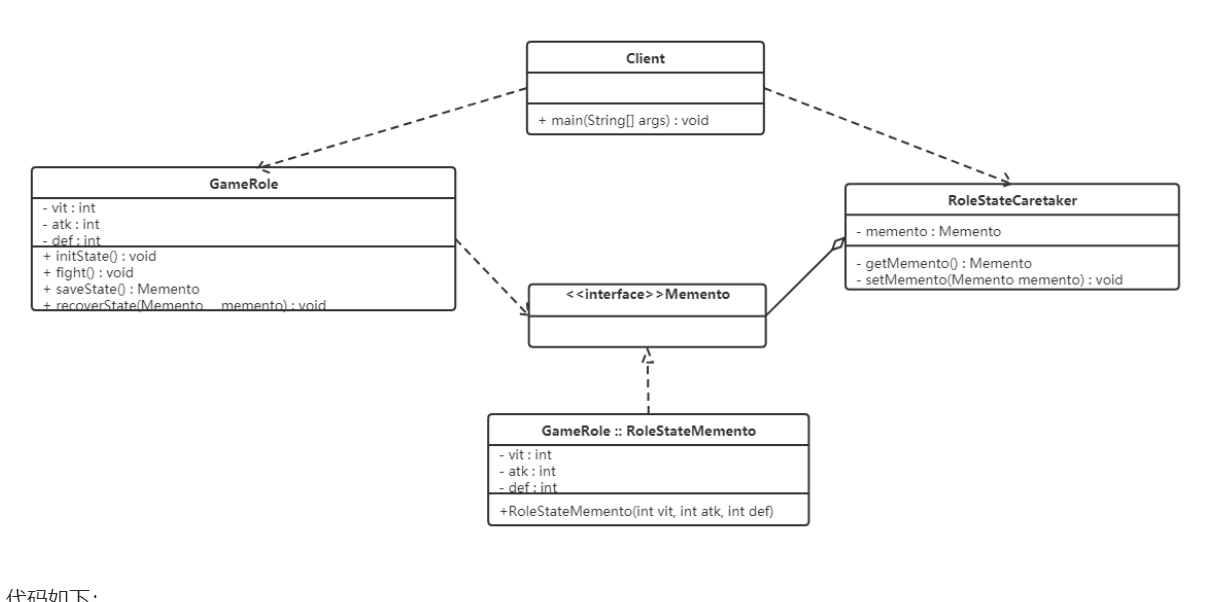 Client
+ main(String[] args) : void
GameRole
- vit : int
- atk : int
- def : int
+ initState() : void
+ fight() : void
+ saveState() : Memento
+ recoverState(Memento memento) : void
RoleStateCaretaker
- memento : Memento
- getMemento() : Memento
- setMemento(Memento memento) : void
<<interface>>Memento
GameRole :: RoleStateMemento
- vit : int
- atk : int
- def : int
+RoleStateMemento(int vit, int atk, int def)
代码如下：